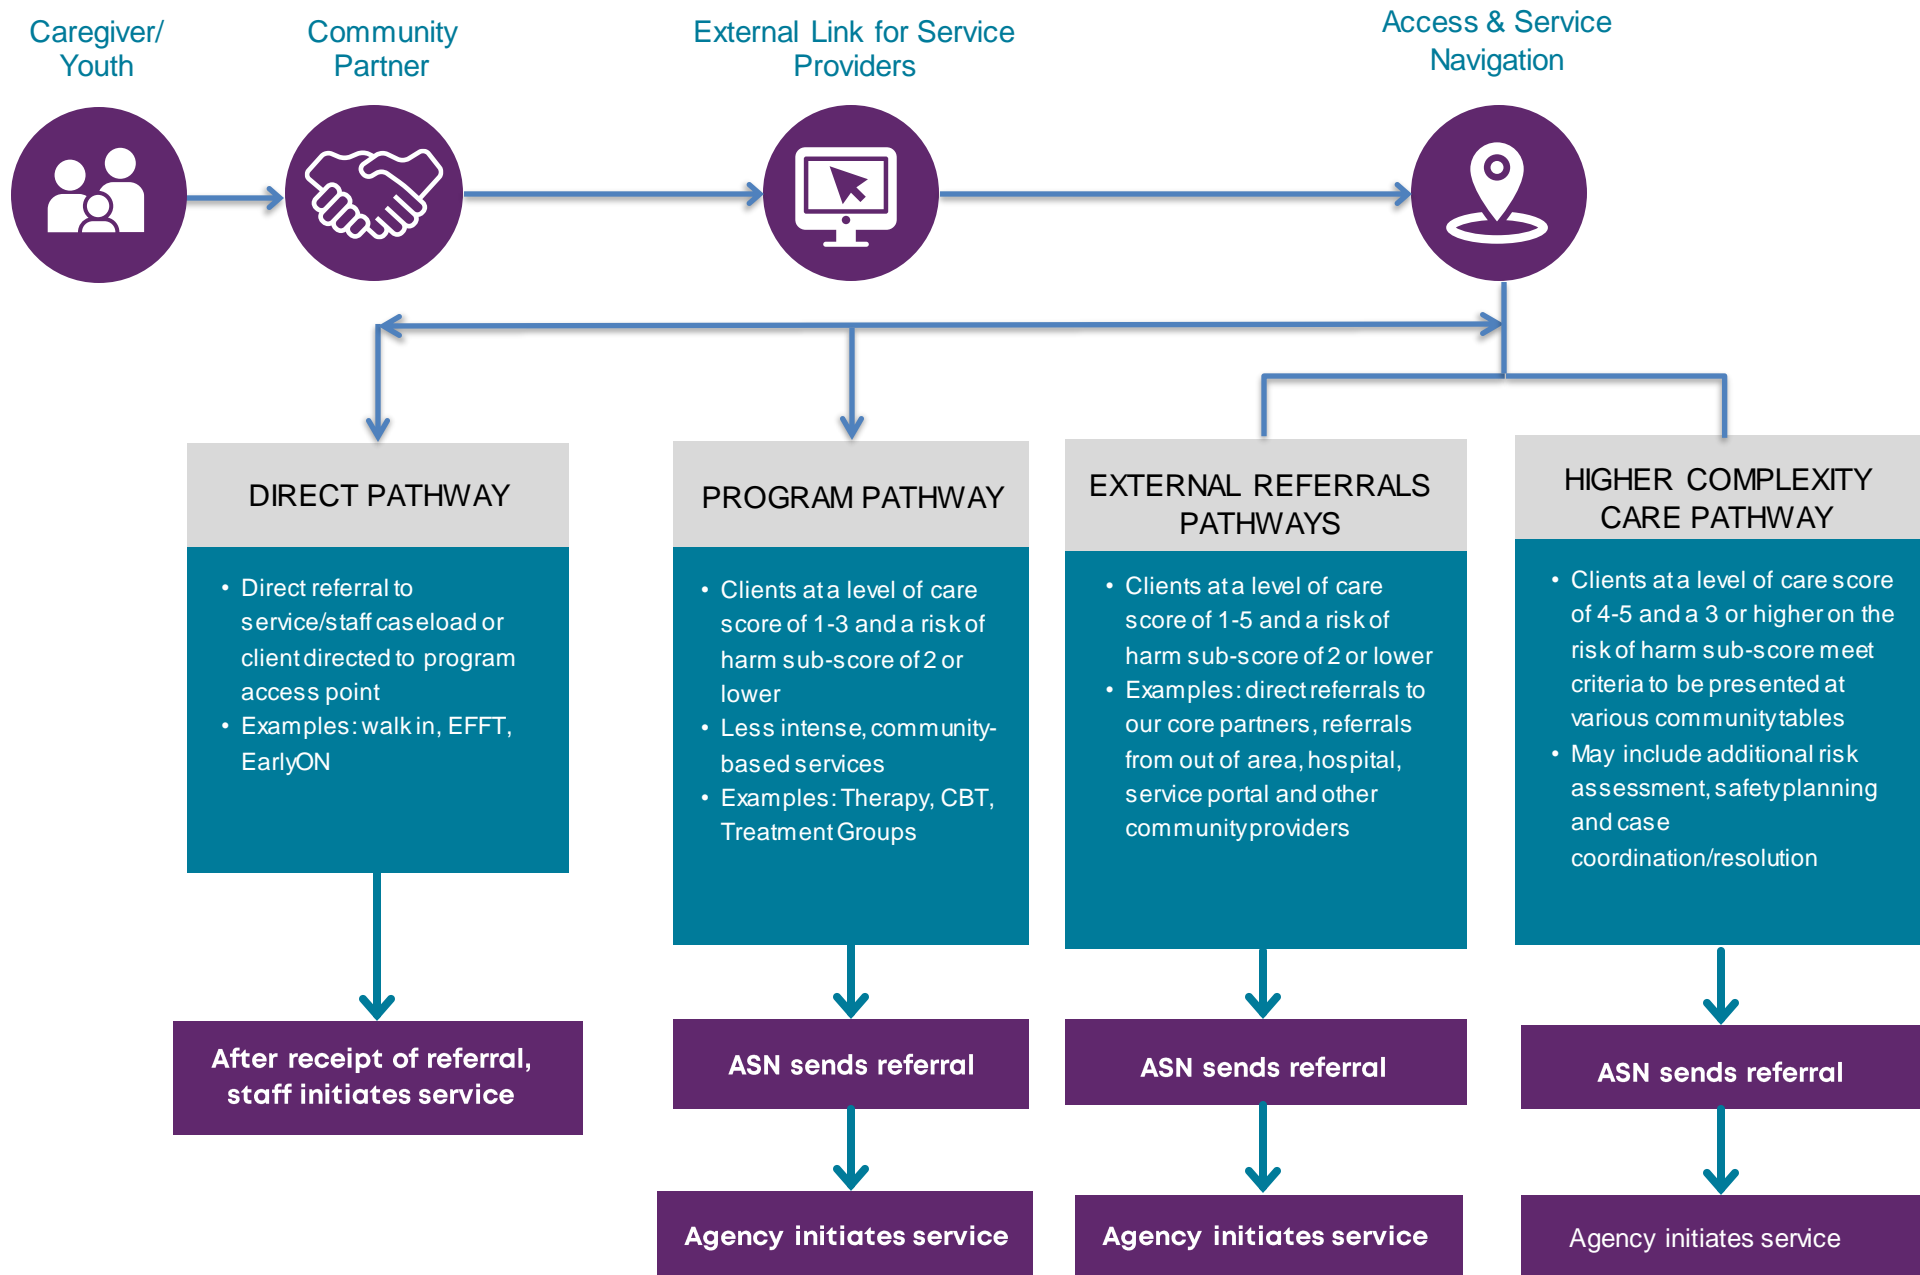 Caregiver/
Youth
Community
Partner
External Link for Service
Providers
Access & Service
Navigation
DIRECT PATHWAY
• Direct referral to
service/staff caseload or
client directed to program
access point
• Examples: walk in, EFFT,
EarlyON
After receipt of referral,
staff initiates service
PROGRAM PATHWAY
• Clients at a level of care
score of 1-3 and a risk of
harm sub-score of 2 or
lower
• Less intense, community-
based services
• Examples: Therapy, CBT,
Treatment Groups
ASN sends referral
Agency initiates service
EXTERNAL REFERRALS
PATHWAYS
• Clients at a level of care
score of 1-5 and a risk of
harm sub-score of 2 or lower
• Examples: direct referrals to
our core partners, referrals
from out of area, hospital,
service portal and other
community providers
ASN sends referral
Agency initiates service
HIGHER COMPLEXITY
CARE PATHWAY
• Clients at a level of care score
of 4-5 and a 3 or higher on the
risk of harm sub-score meet
criteria to be presented at
various community tables
• May include additional risk
assessment, safety planning
and case
coordination/resolution
ASN sends referral
Agency initiates service